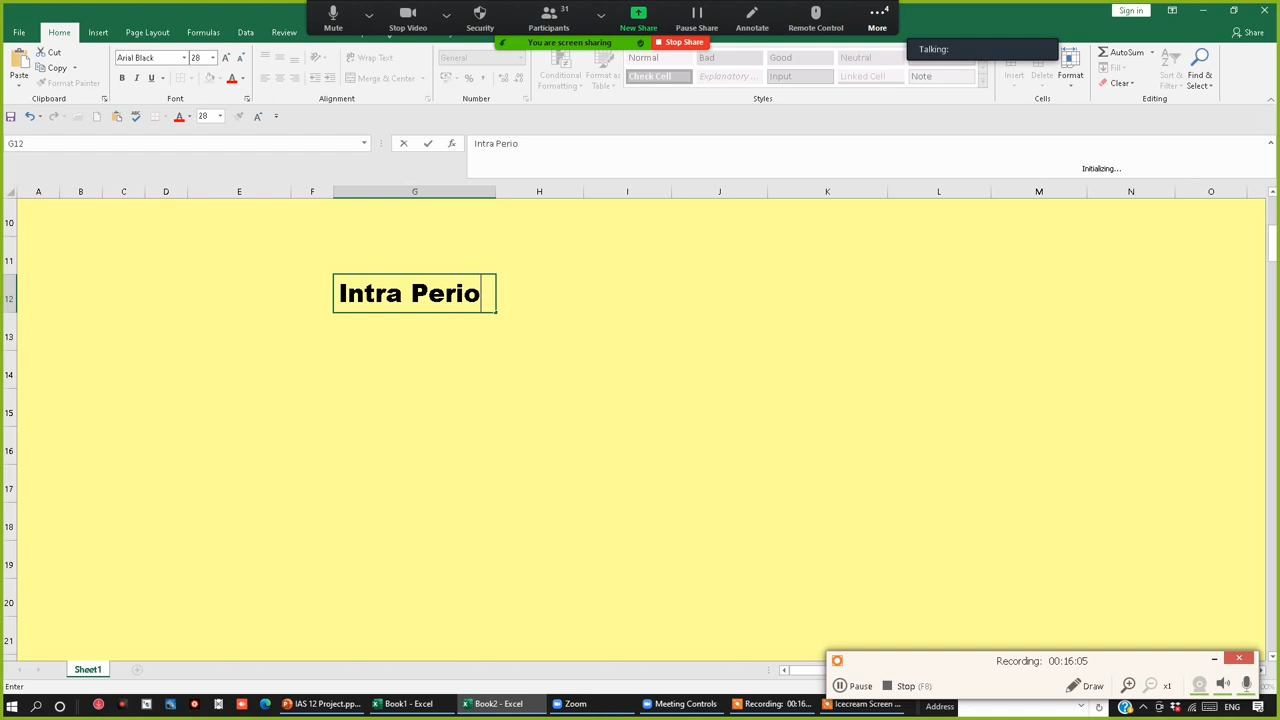 Mute
Stop Video
Security
31
Participants
New Share
Pause Share
Annotate
Remote Control
4
More
Sign in
You are screen sharing
Stop Share
Talking:
File
Home
Insert
Page Layout
Formulas
Data
Review
Share
Paste
Cut
Copy
Format Painter
Clipboard
Arial Black
28
Font
Wrap Text
Merge & Center
Alignment
General
Number
Conditional Formatting
Format as Table
Normal
Bad
Good
Neutral
Check Cell
Explanatory ...
Input
Linked Cell
Note
Styles
Insert
Delete
Format
Cells
AutoSum
Fill
Clear
Sort & Filter
Find & Select
Editing
28
G12
Intra Perio
Initializing...
A B C D E F G H I J K L M N O
10
11
12
Intra Perio
13
14
15
16
17
18
19
20
21
Sheet1
Enter
Recording: 00:16:05
Pause
Stop (F8)
Draw
x1
IAS 12 Project.pp...
Book1 - Excel
Book2 - Excel
Zoom
Meeting Controls
Recording: 00:16...
Icecream Screen ...
Address
ENG